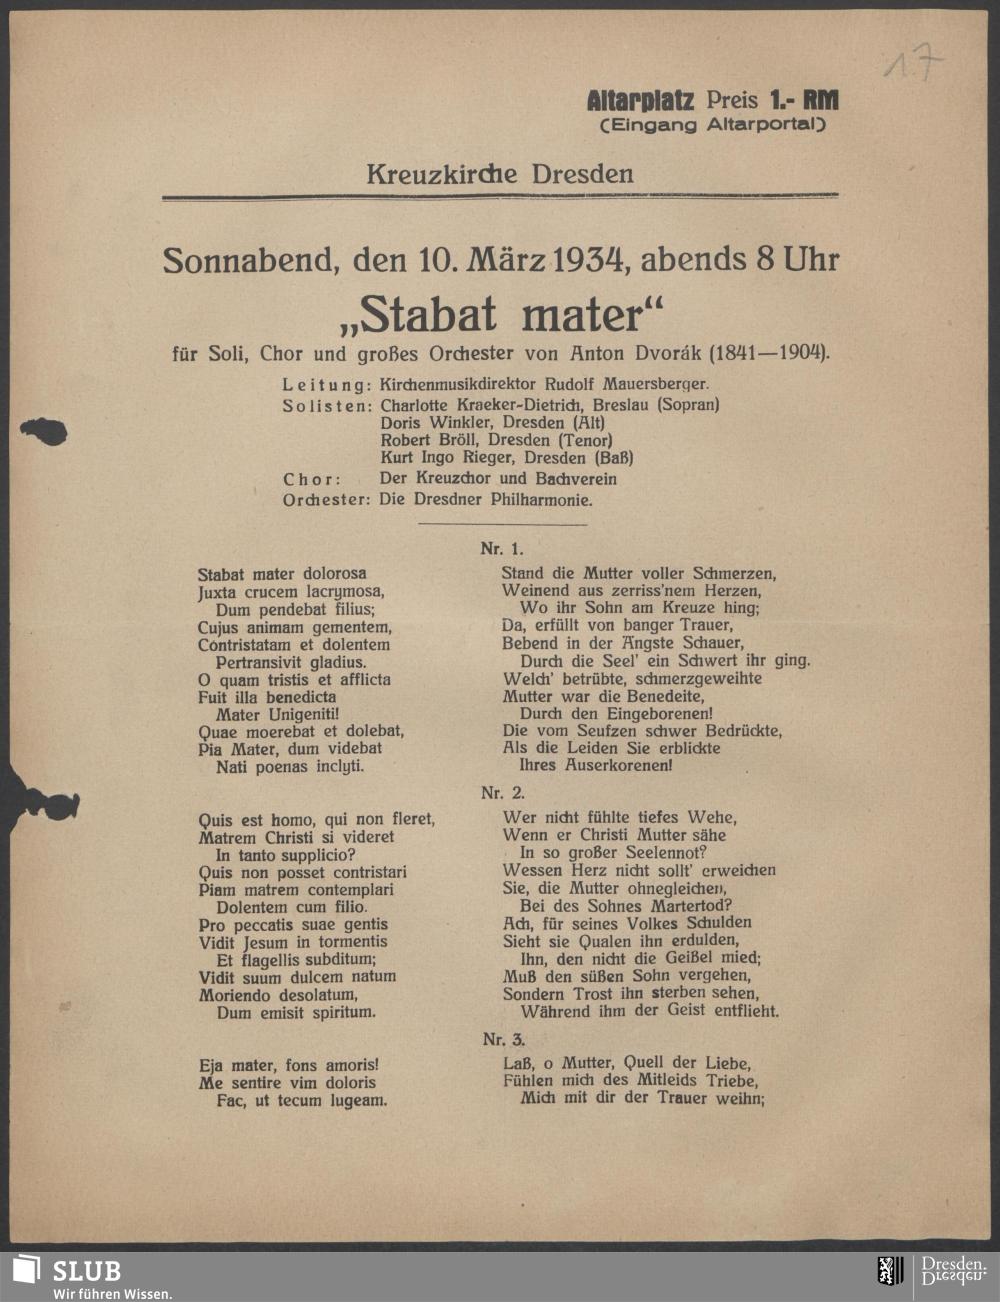 17
Altarplatz Preis 1.- RM
(Eingang Altarportal)
Kreuzkirche Dresden
Sonnabend, den 10. März 1934, abends 8 Uhr
„Stabat mater“
für Soli, Chor und großes Orchester von Anton Dvorák (1841—1904).
Leitung: Kirchenmusikdirektor Rudolf Mauersberger.
Solisten: Charlotte Kraeker-Dietrich, Breslau (Sopran)
Doris Winkler, Dresden (Alt)
Robert Bröll, Dresden (Tenor)
Kurt Ingo Rieger, Dresden (Baß)
Chor: Der Kreuzchor und Bachverein
Orchester: Die Dresdner Philharmonie.
Nr. 1.
Stabat mater dolorosa
Juxta crucem lacrymosa,
Dum pendebat filius;
Cujus animam gementem,
Contristatam et dolentem
Pertransivit gladius.
O quam tristis et afflicta
Fuit illa benedicta
Mater Unigeniti!
Quae moerebat et dolebat,
Pia Mater, dum videbat
Nati poenas inclyti.
Stand die Mutter voller Schmerzen,
Weinend aus zerriss'nem Herzen,
Wo ihr Sohn am Kreuze hing;
Da, erfüllt von banger Trauer,
Bebend in der Ängste Schauer,
Durch die Seel' ein Schwert ihr ging.
Welch' betrübte, schmerzgeweihte
Mutter war die Benedeite,
Durch den Eingeborenen!
Die vom Seufzen schwer Bedrückte,
Als die Leiden Sie erblickte
Ihres Auserkorenen!
Nr. 2.
Quis est homo, qui non fleret,
Matrem Christi si videret
In tanto supplicio?
Quis non posset contristari
Piam matrem contemplari
Dolentem cum filio.
Pro peccatis suae gentis
Vidit Jesum in tormentis
Et flagellis subditum;
Vidit suum dulcem natum
Moriendo desolatum,
Dum emisit spiritum.
Wer nicht fühlte tiefes Wehe,
Wenn er Christi Mutter sähe
In so großer Seelennot?
Wessen Herz nicht sollt' erweichen
Sie, die Mutter ohnegleichen,
Bei des Sohnes Martertod?
Ach, für seines Volkes Schulden
Sieht sie Qualen ihn erdulden,
Ihn, den nicht die Geißel mied;
Muß den süßen Sohn vergehen,
Sondern Trost ihn sterben sehen,
Während ihm der Geist entflieht.
Nr. 3.
Eja mater, fons amoris!
Me sentire vim doloris
Fac, ut tecum lugeam.
Laß, o Mutter, Quell der Liebe,
Fühlen mich des Mitleids Triebe,
Mich mit dir der Trauer weihn;
SLUB
Wir führen Wissen.
Dresden.
Dresden.